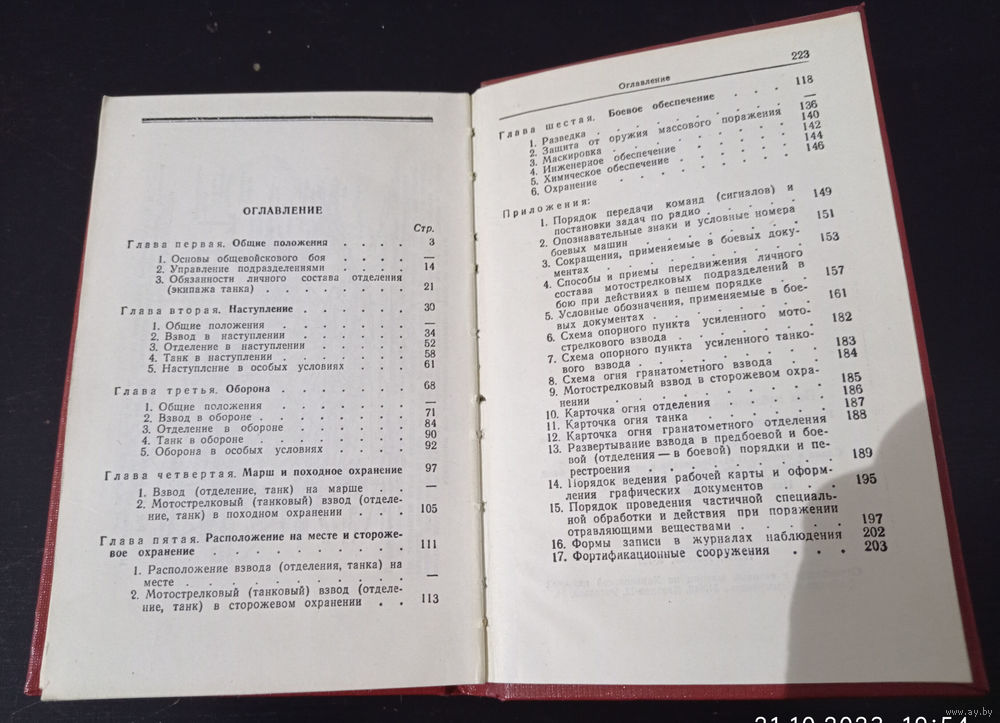 ОГЛАВЛЕНИЕ
Стр.
Глава первая. Общие положения . . . . 3
1. Основы общевойскового боя . . . . —
2. Управление подразделениями . . . . 14
3. Обязанности личного состава отделения
(экипажа танка) . . . . . . . . 21
Глава вторая. Наступление . . . . . 30
1. Общие положения . . . . . . . —
2. Взвод в наступлении . . . . . . 34
3. Отделение в наступлении . . . . . 52
4. Танк в наступлении . . . . . . 58
5. Наступление в особых условиях . . . . 61
Глава третья. Оборона . . . . . . 68
1. Общие положения . . . . . . . —
2. Взвод в обороне . . . . . . . 71
3. Отделение в обороне . . . . . . 84
4. Танк в обороне . . . . . . . 90
5. Оборона в особых условиях . . . . . 92
Глава четвертая. Марш и походное охранение 97
1. Взвод (отделение, танк) на марше . . —
2. Мотострелковый (танковый) взвод (отделе-
ние, танк) в походном охранении . . . 105
Глава пятая. Расположение на месте и стороже-
вое охранение . . . . . . . . . 111
1. Расположение взвода (отделения, танка) на
месте . . . . . . . . . . —
2. Мотострелковый (танковый) взвод (отделе-
ние, танк) в сторожевом охранении . . 113
Оглавление 223
Глава шестая. Боевое обеспечение . . . 118
1. Разведка . . . . . . . . —
2. Защита от оружия массового поражения 136
3. Маскировка . . . . . . . . 140
4. Инженерное обеспечение . . . . . 142
5. Химическое обеспечение . . . . . 144
6. Охранение . . . . . . . . 146
Приложения:
1. Порядок передачи команд (сигналов) и
постановки задач по радио . . . . . 149
2. Опознавательные знаки и условные номера
боевых машин . . . . . . . 151
3. Сокращения, применяемые в боевых доку-
ментах . . . . . . . . . 153
4. Способы и приемы передвижения личного
состава мотострелковых подразделений в
бою при действиях в пешем порядке . . 157
5. Условные обозначения, применяемые в бое-
вых документах . . . . . . . 161
6. Схема опорного пункта усиленного мото-
стрелкового взвода . . . . . . 182
7. Схема опорного пункта усиленного танко-
вого взвода . . . . . . . . 183
8. Схема огня гранатометного взвода . . . 184
9. Мотострелковый взвод в сторожевом охра-
нении . . . . . . . . . 185
10. Карточка огня отделения . . . . . 186
11. Карточка огня танка . . . . . . 187
12. Карточка огня гранатометного отделения 188
13. Развертывание взвода в предбоевой и бое-
вой (отделения — в боевой) порядки и пе-
рестроения . . . . . . . . 189
14. Порядок ведения рабочей карты и оформ-
ления графических документов . . . . 195
15. Порядок проведения частичной специаль-
ной обработки и действия при поражении
отравляющими веществами . . . . . 197
16. Формы записи в журналах наблюдения 202
17. Фортификационные сооружения . . . 203
www.ay.by